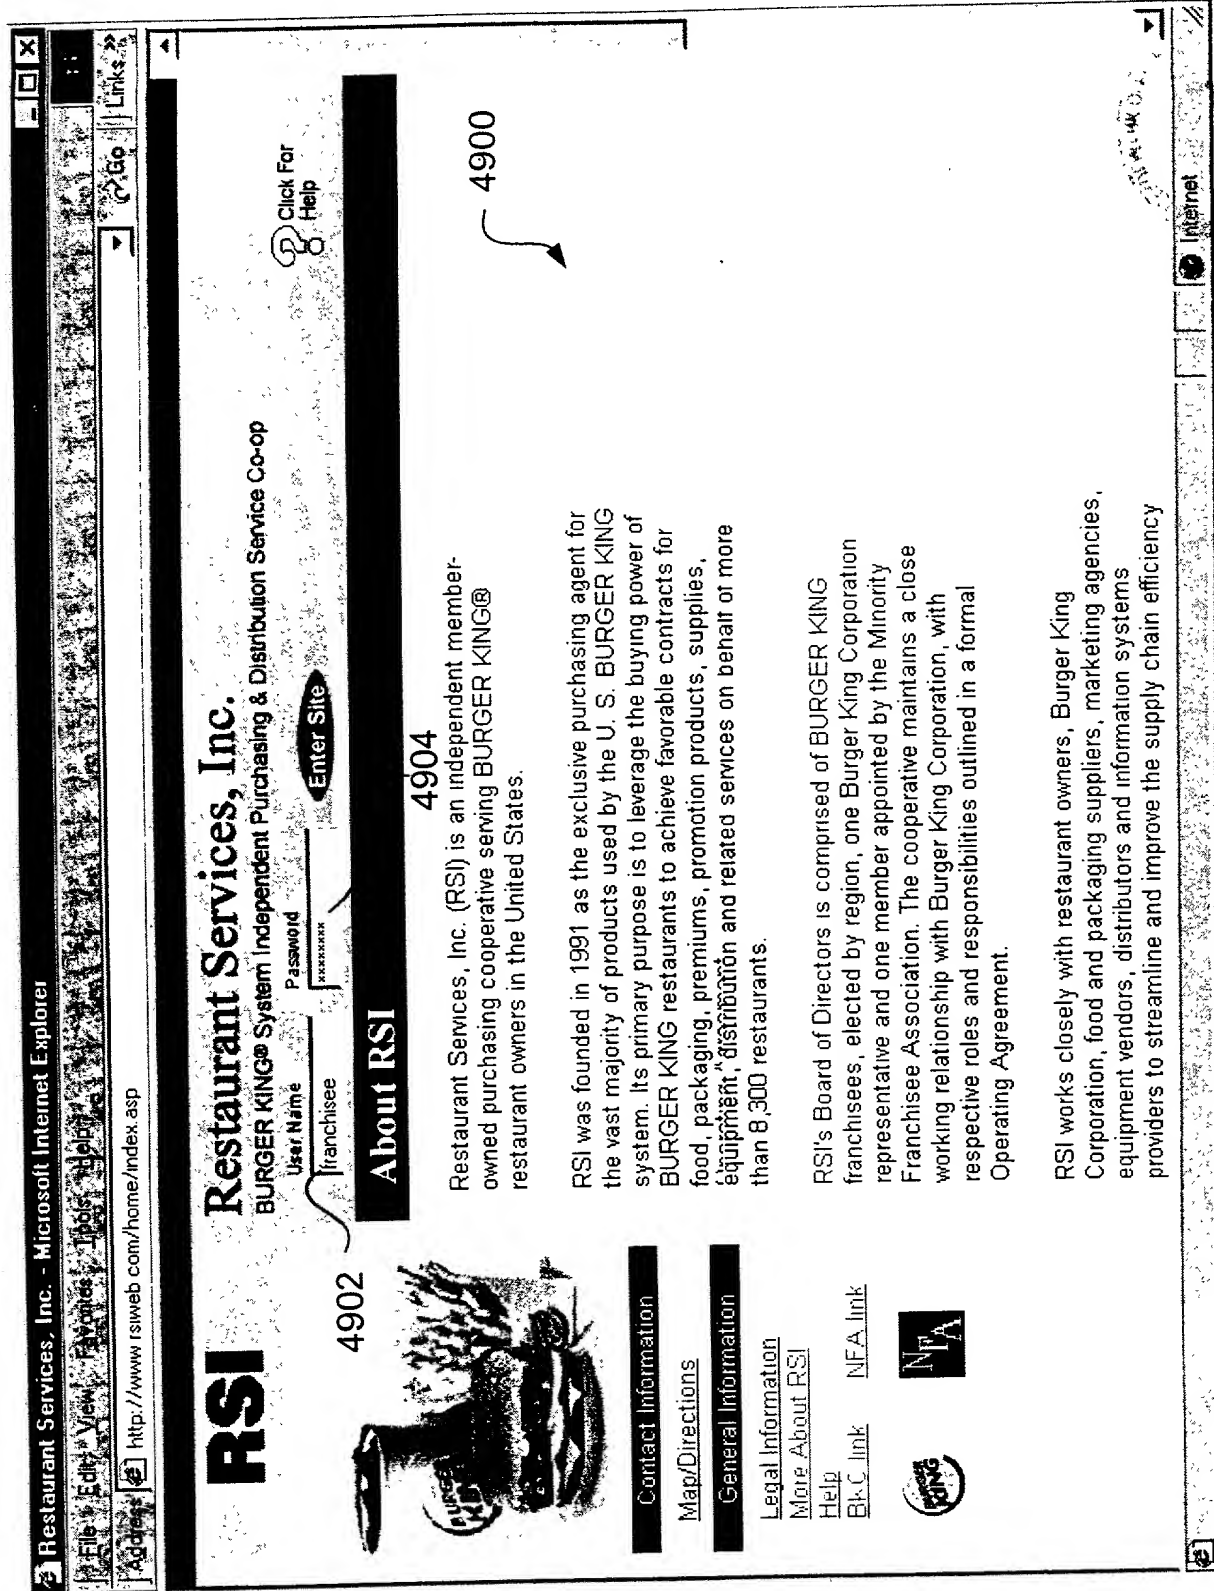 Restaurant Services, Inc. - Microsoft Internet Explorer
File Edit View Favorites Tools Help
Address http://www rsiweb com/home/index.asp Go Links »
RSI
Restaurant Services, Inc.
BURGER KING® System Independent Purchasing & Distribution Service Co-op
User Name Password
franchisee xxxxxxxx Enter Site
Click For
Help
4902
4904
4900
About RSI
BURGER
KING
Contact Information
Map/Directions
General Information
Legal Information
More About RSI
Help
BKC link NFA link
BURGER
KING
NFA
Restaurant Services, Inc. (RSI) is an independent member-
owned purchasing cooperative serving BURGER KING®
restaurant owners in the United States.
RSI was founded in 1991 as the exclusive purchasing agent for
the vast majority of products used by the U. S. BURGER KING
system. Its primary purpose is to leverage the buying power of
BURGER KING restaurants to achieve favorable contracts for
food, packaging, premiums, promotion products, supplies,
equipment, distribution and related services on behalf of more
than 8,300 restaurants.
RSI's Board of Directors is comprised of BURGER KING
franchisees, elected by region, one Burger King Corporation
representative and one member appointed by the Minority
Franchisee Association. The cooperative maintains a close
working relationship with Burger King Corporation, with
respective roles and responsibilities outlined in a formal
Operating Agreement.
RSI works closely with restaurant owners, Burger King
Corporation, food and packaging suppliers, marketing agencies,
equipment vendors, distributors and information systems
providers to streamline and improve the supply chain efficiency
Internet